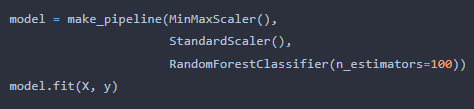 model = make_pipeline(MinMaxScaler(),
                      StandardScaler(),
                      RandomForestClassifier(n_estimators=100))
model.fit(X, y)